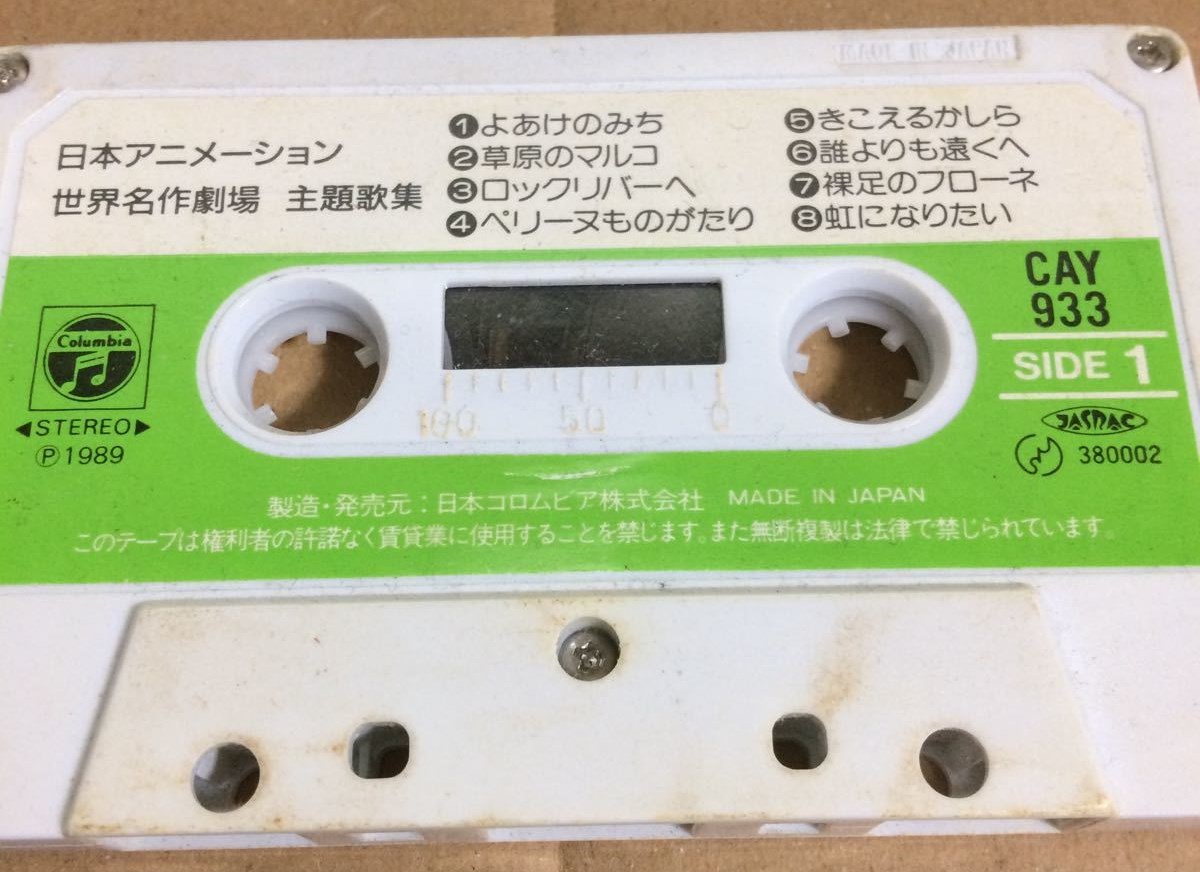 日本アニメーション
世界名作劇場 主題歌集
❶よあけのみち
❷草原のマルコ
❸ロックリバーへ
❹ペリーヌものがたり
❺きこえるかしら
❻誰よりも遠くへ
❼裸足のフローネ
❽虹になりたい
Columbia
◀STEREO▶
Ⓟ1989
CAY
933
SIDE 1
JASRAC
380002
100 50 0
製造・発売元：日本コロムビア株式会社 MADE IN JAPAN
このテープは権利者の許諾なく賃貸業に使用することを禁じます。また無断複製は法律で禁じられています。